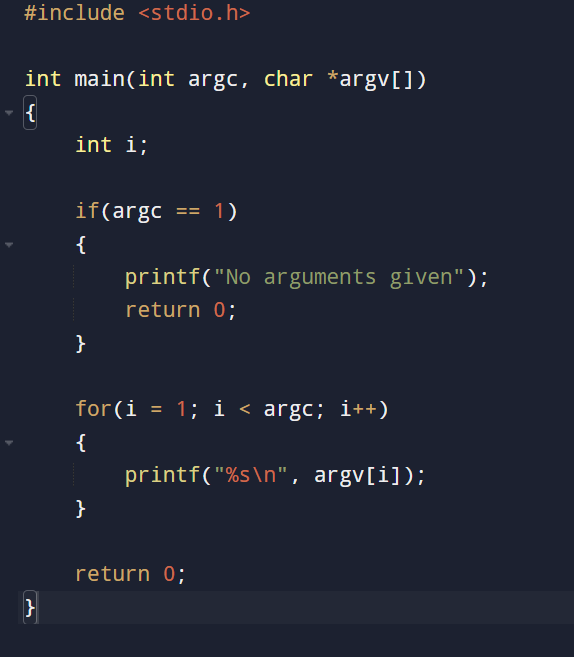 #include <stdio.h>

int main(int argc, char *argv[])
{
    int i;

    if(argc == 1)
    {
        printf("No arguments given");
        return 0;
    }

    for(i = 1; i < argc; i++)
    {
        printf("%s\n", argv[i]);
    }

    return 0;
}